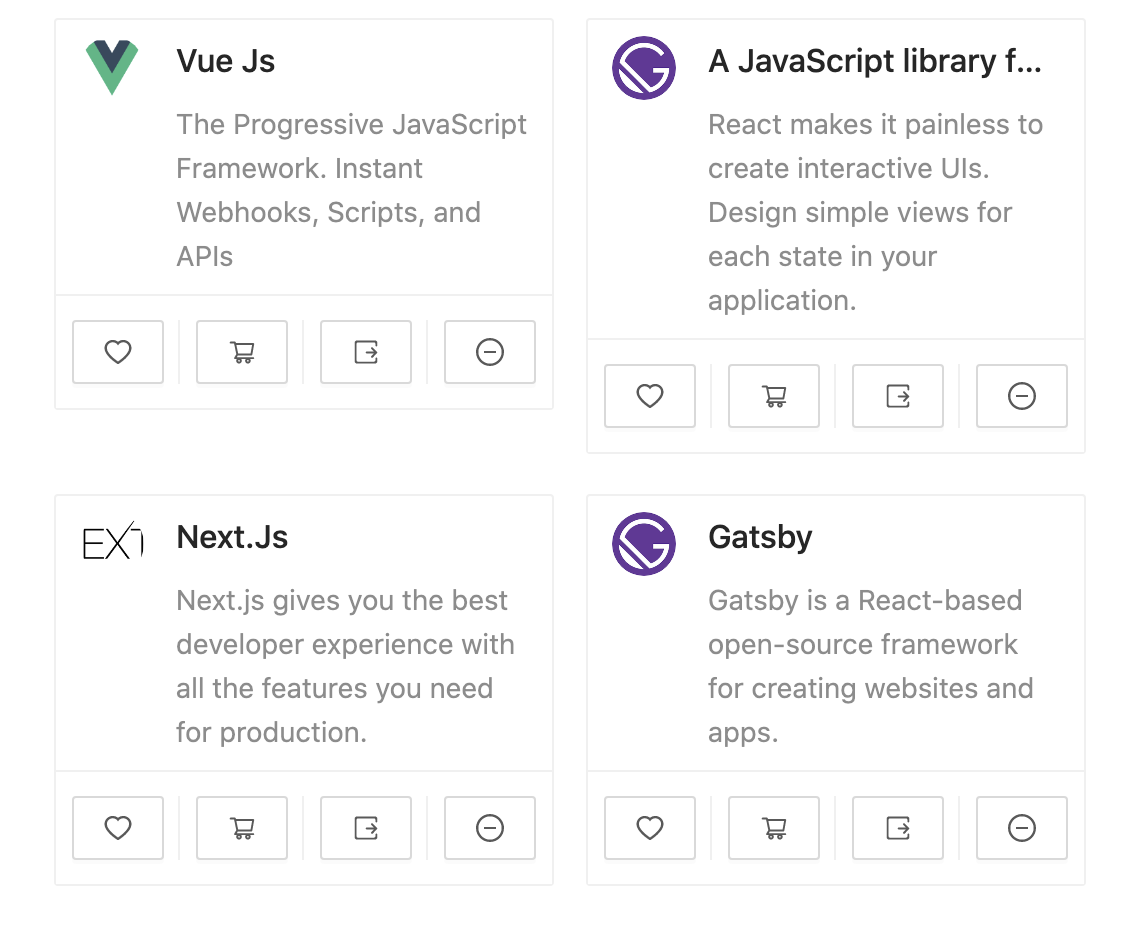 Vue Js
The Progressive JavaScript
Framework. Instant
Webhooks, Scripts, and
APIs
A JavaScript library f...
React makes it painless to
create interactive UIs.
Design simple views for
each state in your
application.
EXT
Next.Js
Next.js gives you the best
developer experience with
all the features you need
for production.
Gatsby
Gatsby is a React-based
open-source framework
for creating websites and
apps.